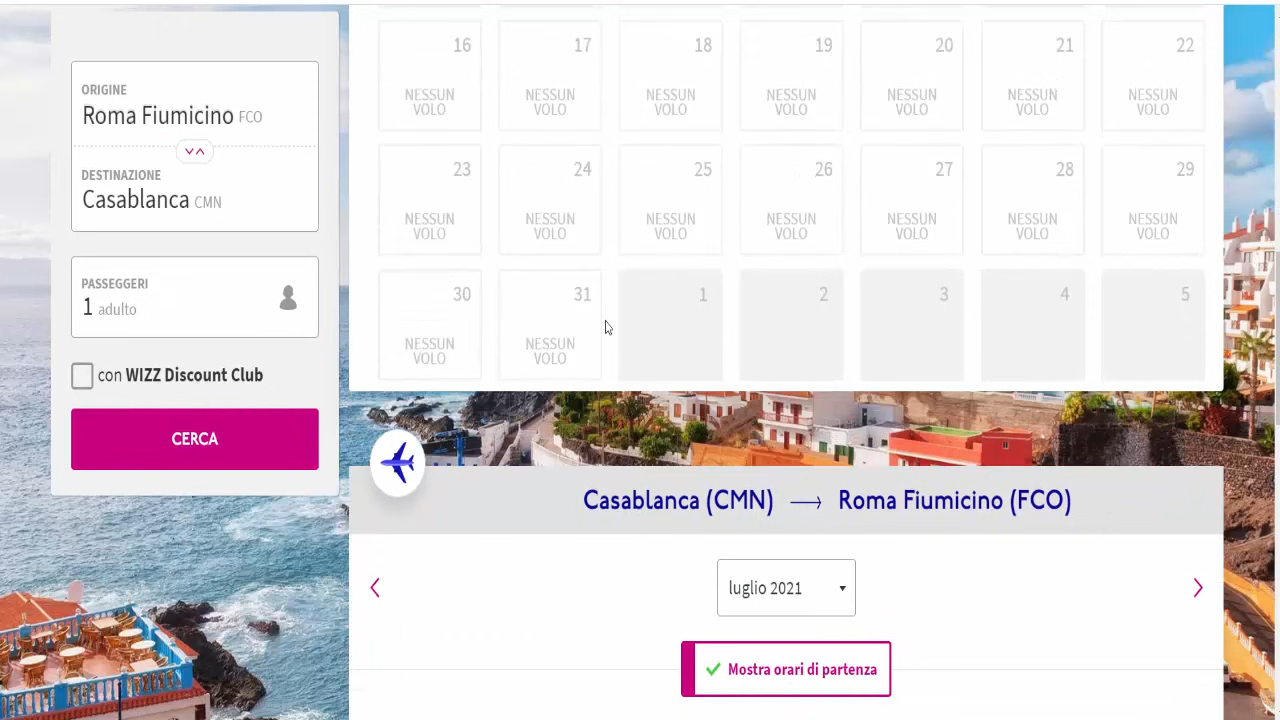 ORIGINE
Roma Fiumicino FCO
DESTINAZIONE
Casablanca CMN
PASSEGGERI
1 adulto
con WIZZ Discount Club
CERCA
16 17 18 19 20 21 22
NESSUN NESSUN NESSUN NESSUN NESSUN NESSUN NESSUN
VOLO VOLO VOLO VOLO VOLO VOLO VOLO
23 24 25 26 27 28 29
NESSUN NESSUN NESSUN NESSUN NESSUN NESSUN NESSUN
VOLO VOLO VOLO VOLO VOLO VOLO VOLO
30 31 1 2 3 4 5
NESSUN NESSUN
VOLO VOLO
Casablanca (CMN) → Roma Fiumicino (FCO)
luglio 2021
Mostra orari di partenza